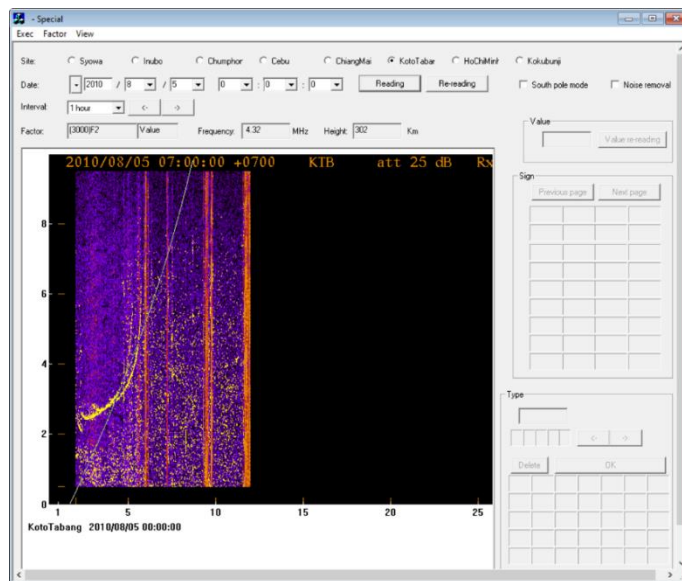 - Special
Exec Factor View
Site: Syowa Inubo Chumphor Cebu ChiangMai KotoTabar HoChiMinh Kokubunji
Date: 2010 / 8 / 5 0 : 0 : 0 Reading Re-reading South pole mode Noise removal
Interval: 1 hour <- ->
Factor: (3000)F2 Value Frequency: 4.32 MHz Height: 302 Km
Value
Value re-reading
2010/08/05 07:00:00 +0700 KTB att 25 dB Rx
Sign
Previous page Next page
8
6
4
2
0
1 5 10 15 20 25
KotoTabang 2010/08/05 00:00:00
Type
<- ->
Delete OK